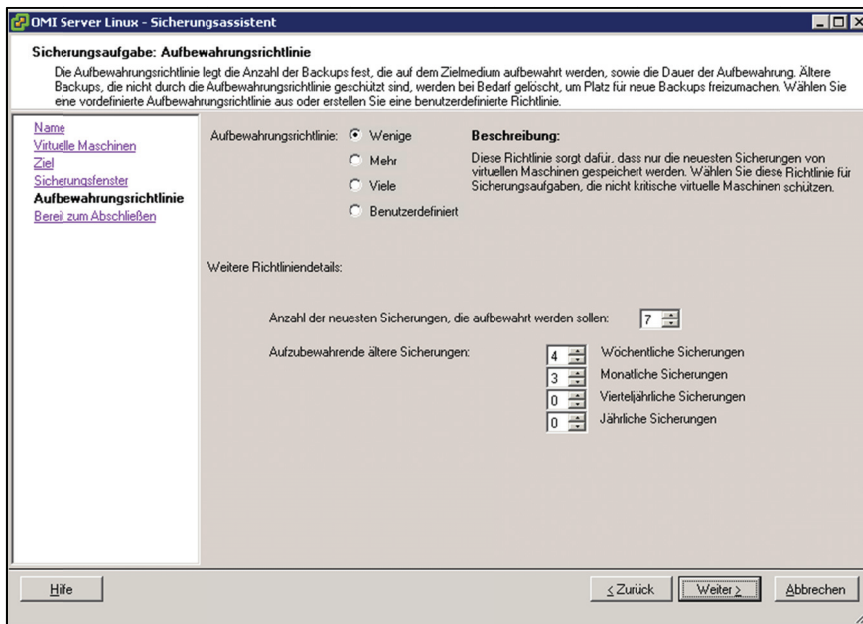 OMI Server Linux - Sicherungsassistent
Sicherungsaufgabe: Aufbewahrungsrichtlinie
Die Aufbewahrungsrichtlinie legt die Anzahl der Backups fest, die auf dem Zielmedium aufbewahrt werden, sowie die Dauer der Aufbewahrung. Ältere
Backups, die nicht durch die Aufbewahrungsrichtlinie geschützt sind, werden bei Bedarf gelöscht, um Platz für neue Backups freizumachen. Wählen Sie
eine vordefinierte Aufbewahrungsrichtlinie aus oder erstellen Sie eine benutzerdefinierte Richtlinie.
Name
Virtuelle Maschinen
Ziel
Sicherungsfenster
Aufbewahrungsrichtlinie
Berei zum Abschließen
Aufbewahrungsrichtlinie:
Wenige
Mehr
Viele
Benutzerdefiniert
Beschreibung:
Diese Richtlinie sorgt dafür, dass nur die neuesten Sicherungen von
virtuellen Maschinen gespeichert werden. Wählen Sie diese Richtlinie für
Sicherungsaufgaben, die nicht kritische virtuelle Maschinen schützen.
Weitere Richtliniendetails:
Anzahl der neuesten Sicherungen, die aufbewahrt werden sollen: 7
Aufzubewahrende ältere Sicherungen:
4 Wöchentliche Sicherungen
3 Monatliche Sicherungen
0 Vierteljährliche Sicherungen
0 Jährliche Sicherungen
Hife
< Zurück
Weiter >
Abbrechen